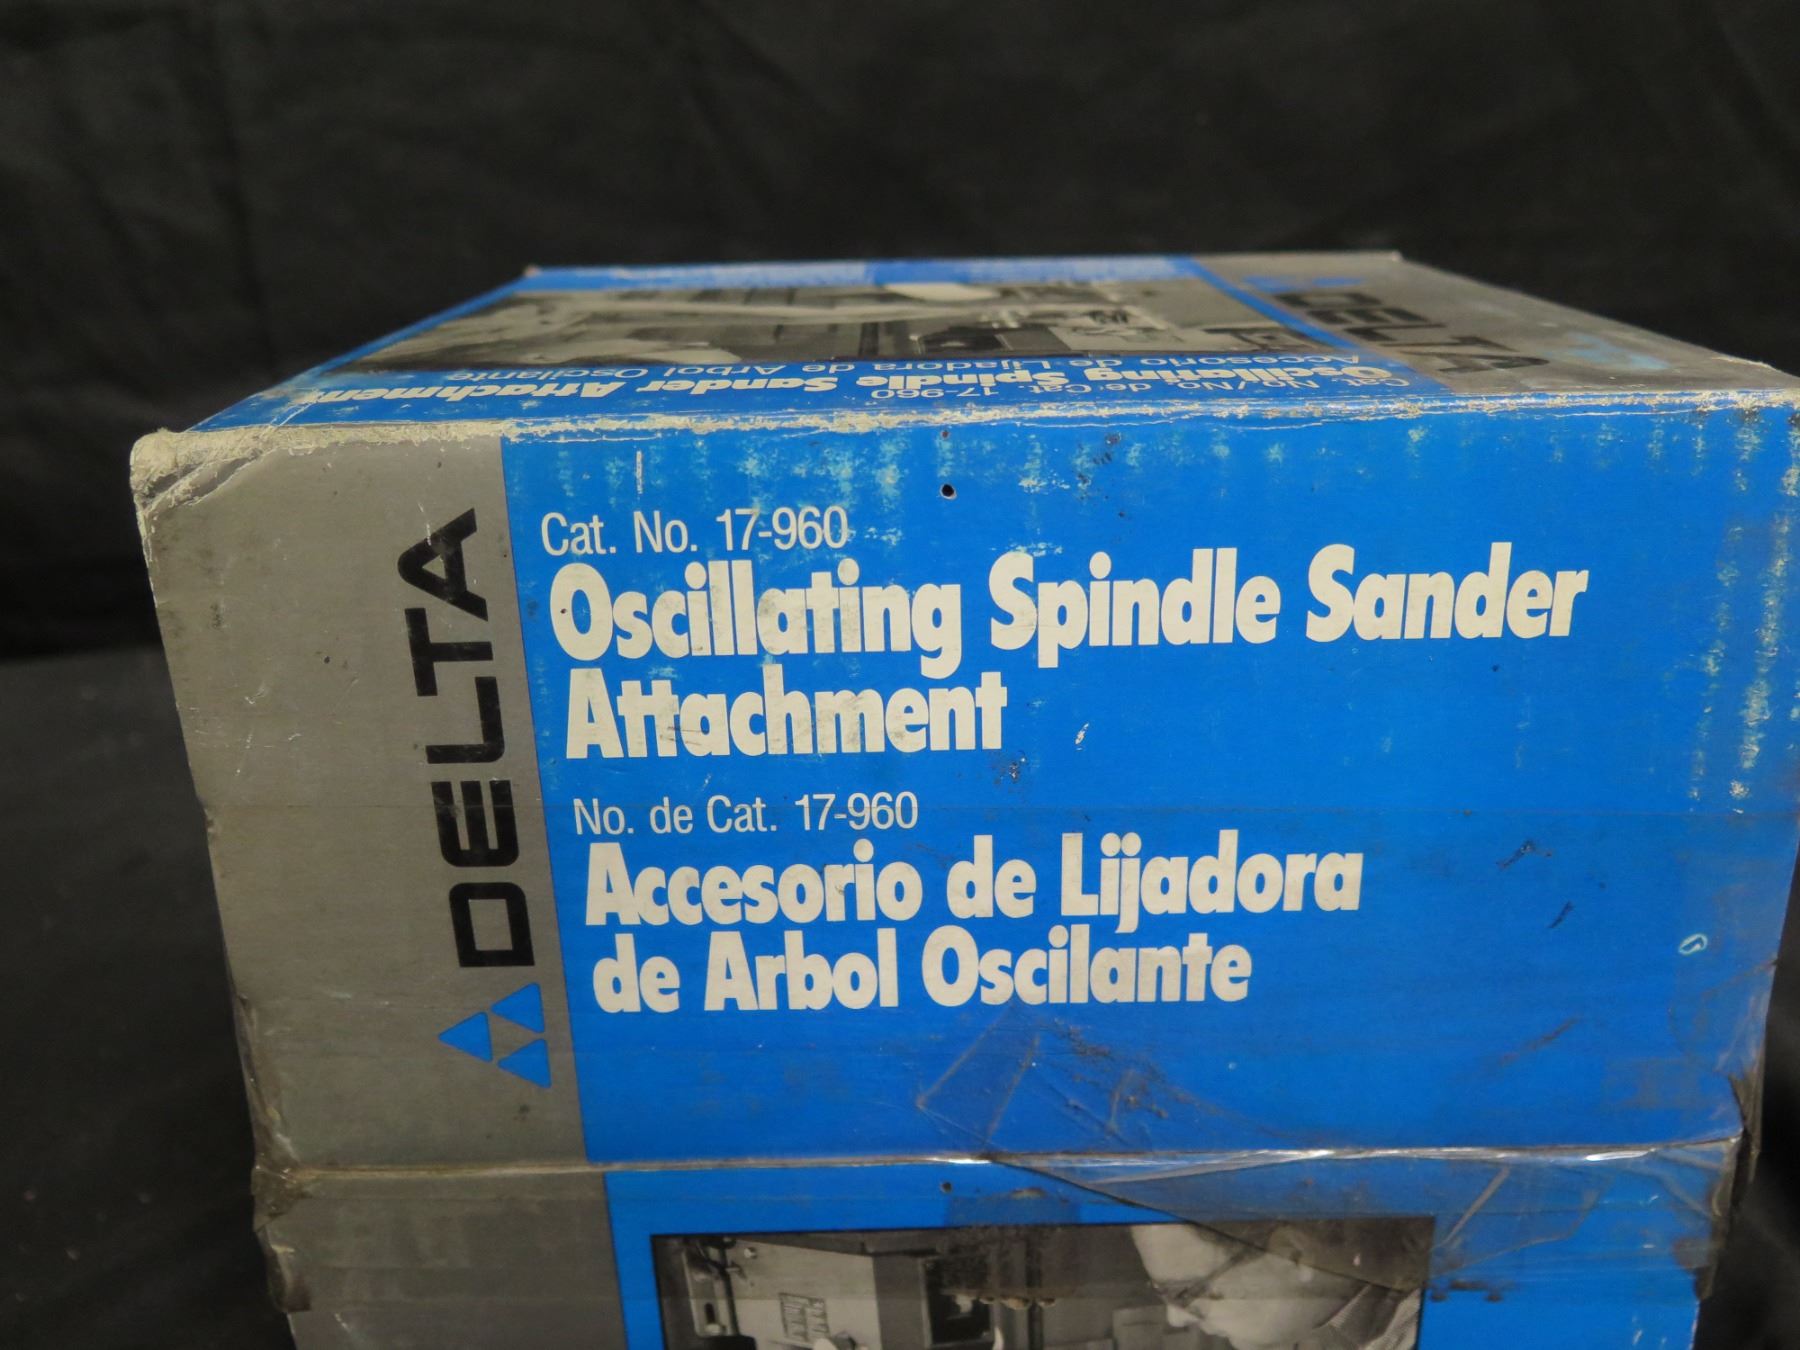 DELTA
Cat. No. 17-960
Oscillating Spindle Sander
Attachment
No. de Cat. 17-960
Accesorio de Lijadora
de Arbol Oscilante
DELTA
Cat. No./No. de Cat. 17-960
Oscillating Spindle Sander Attachment
Accesorio de Lijadora de Arbol Oscilante